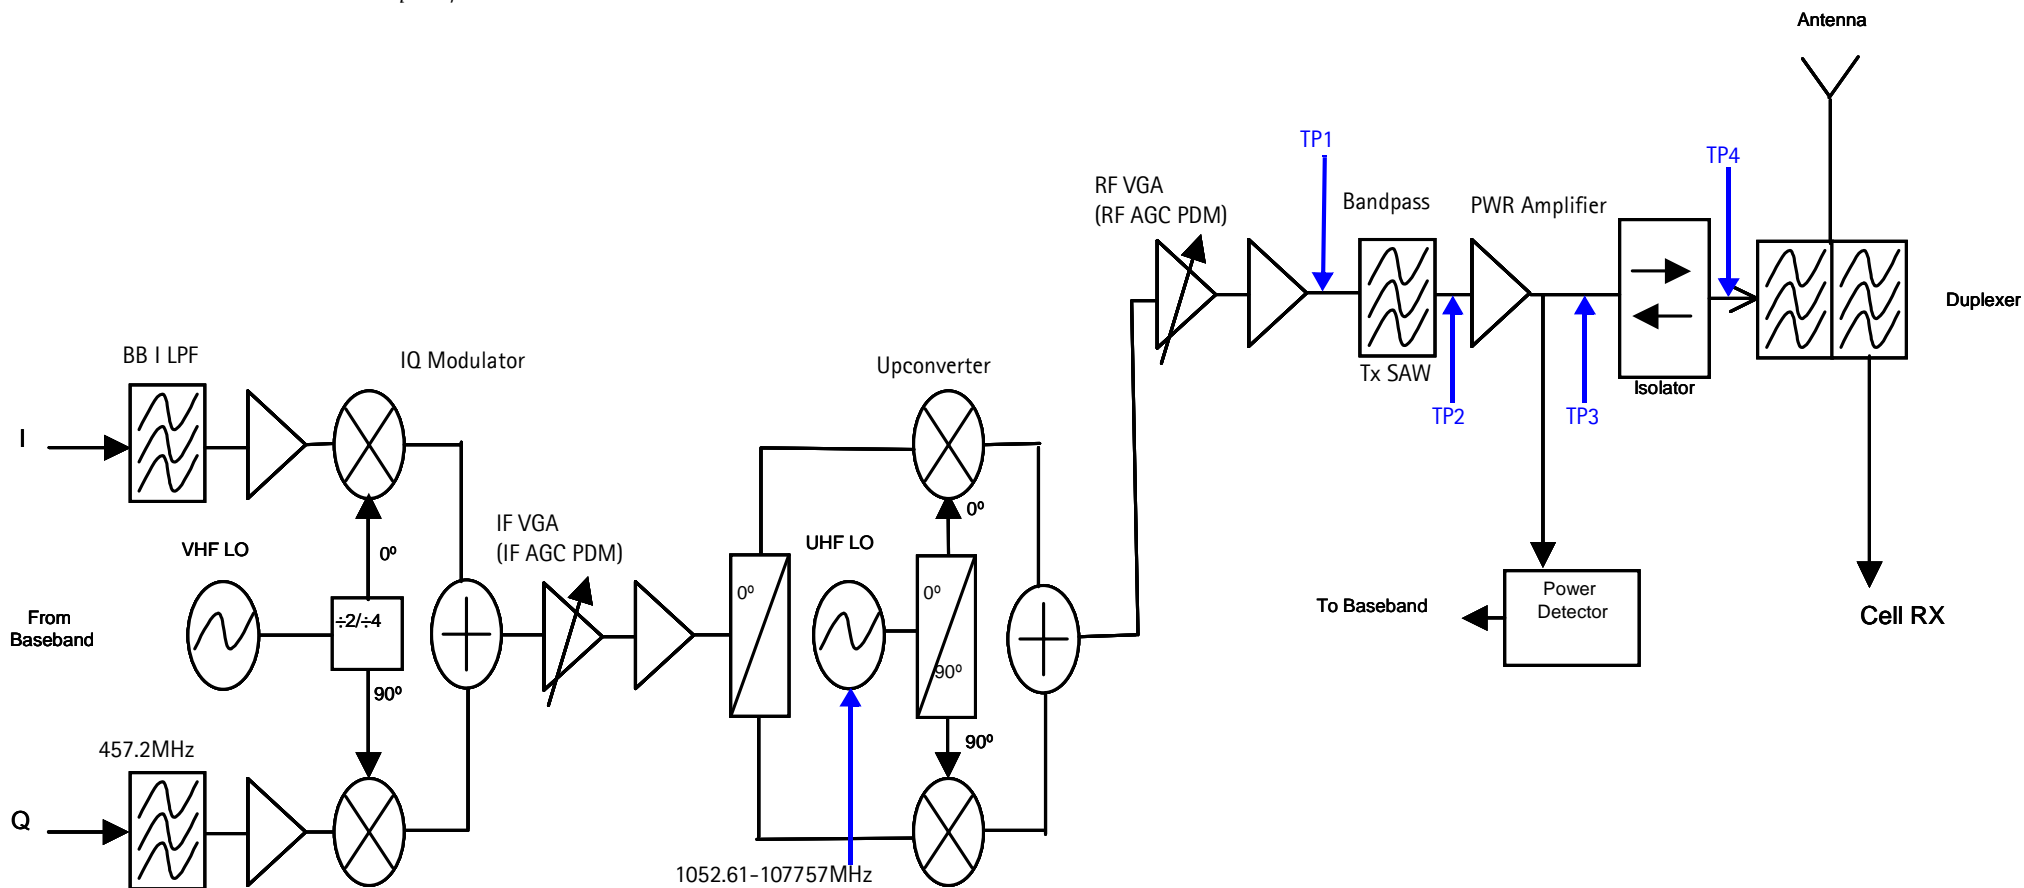 Antenna
TP1
TP4
RF VGA
(RF AGC PDM)
Bandpass
PWR Amplifier
Duplexer
Tx SAW
Isolator
TP2
TP3
BB I LPF
IQ Modulator
Upconverter
I
0º
IF VGA
(IF AGC PDM)
VHF LO
0º
UHF LO
0º
0º
Power
Detector
To Baseband
Cell RX
From
Baseband
÷2/÷4
90º
90º
90º
457.2MHz
Q
1052.61-107757MHz